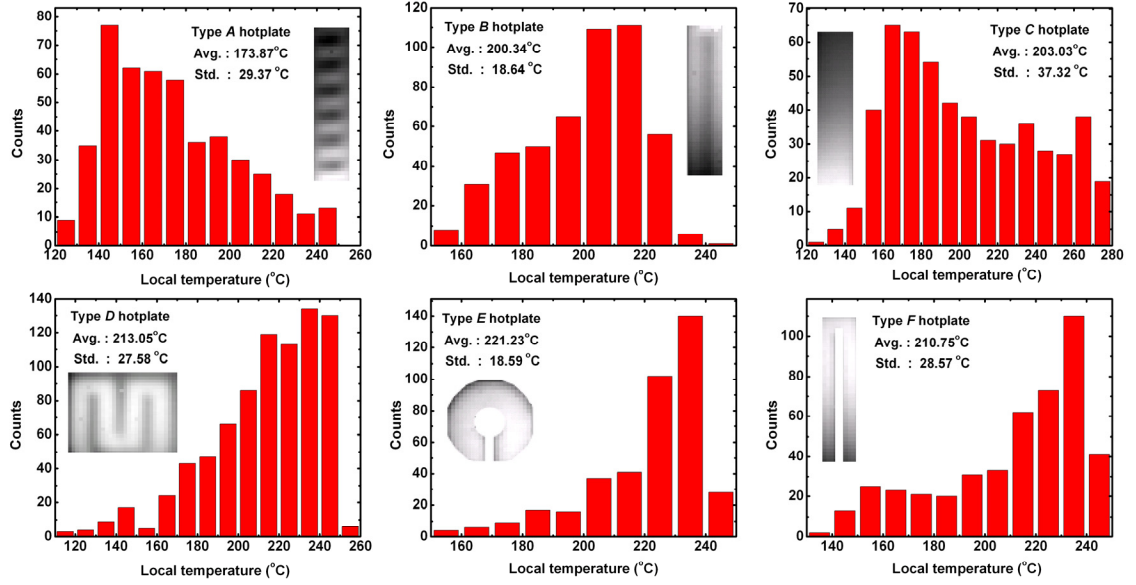 Type A hotplate
Avg. : 173.87°C
Std. : 29.37 °C
Counts
80
70
60
50
40
30
20
10
0
120 140 160 180 200 220 240 260
Local temperature (°C)
Type B hotplate
Avg. : 200.34°C
Std. : 18.64 °C
Counts
120
100
80
60
40
20
0
160 180 200 220 240
Local temperature (°C)
Type C hotplate
Avg. : 203.03°C
Std. : 37.32 °C
Counts
70
60
50
40
30
20
10
0
120 140 160 180 200 220 240 260 280
Local temperature (°C)
Type D hotplate
Avg. : 213.05°C
Std. : 27.58 °C
Counts
140
120
100
80
60
40
20
0
120 140 160 180 200 220 240 260
Local temperature (°C)
Type E hotplate
Avg. : 221.23°C
Std. : 18.59 °C
Counts
140
120
100
80
60
40
20
0
160 180 200 220 240
Local temperature (°C)
Type F hotplate
Avg. : 210.75°C
Std. : 28.57 °C
Counts
100
80
60
40
20
0
140 160 180 200 220 240
Local temperature (°C)